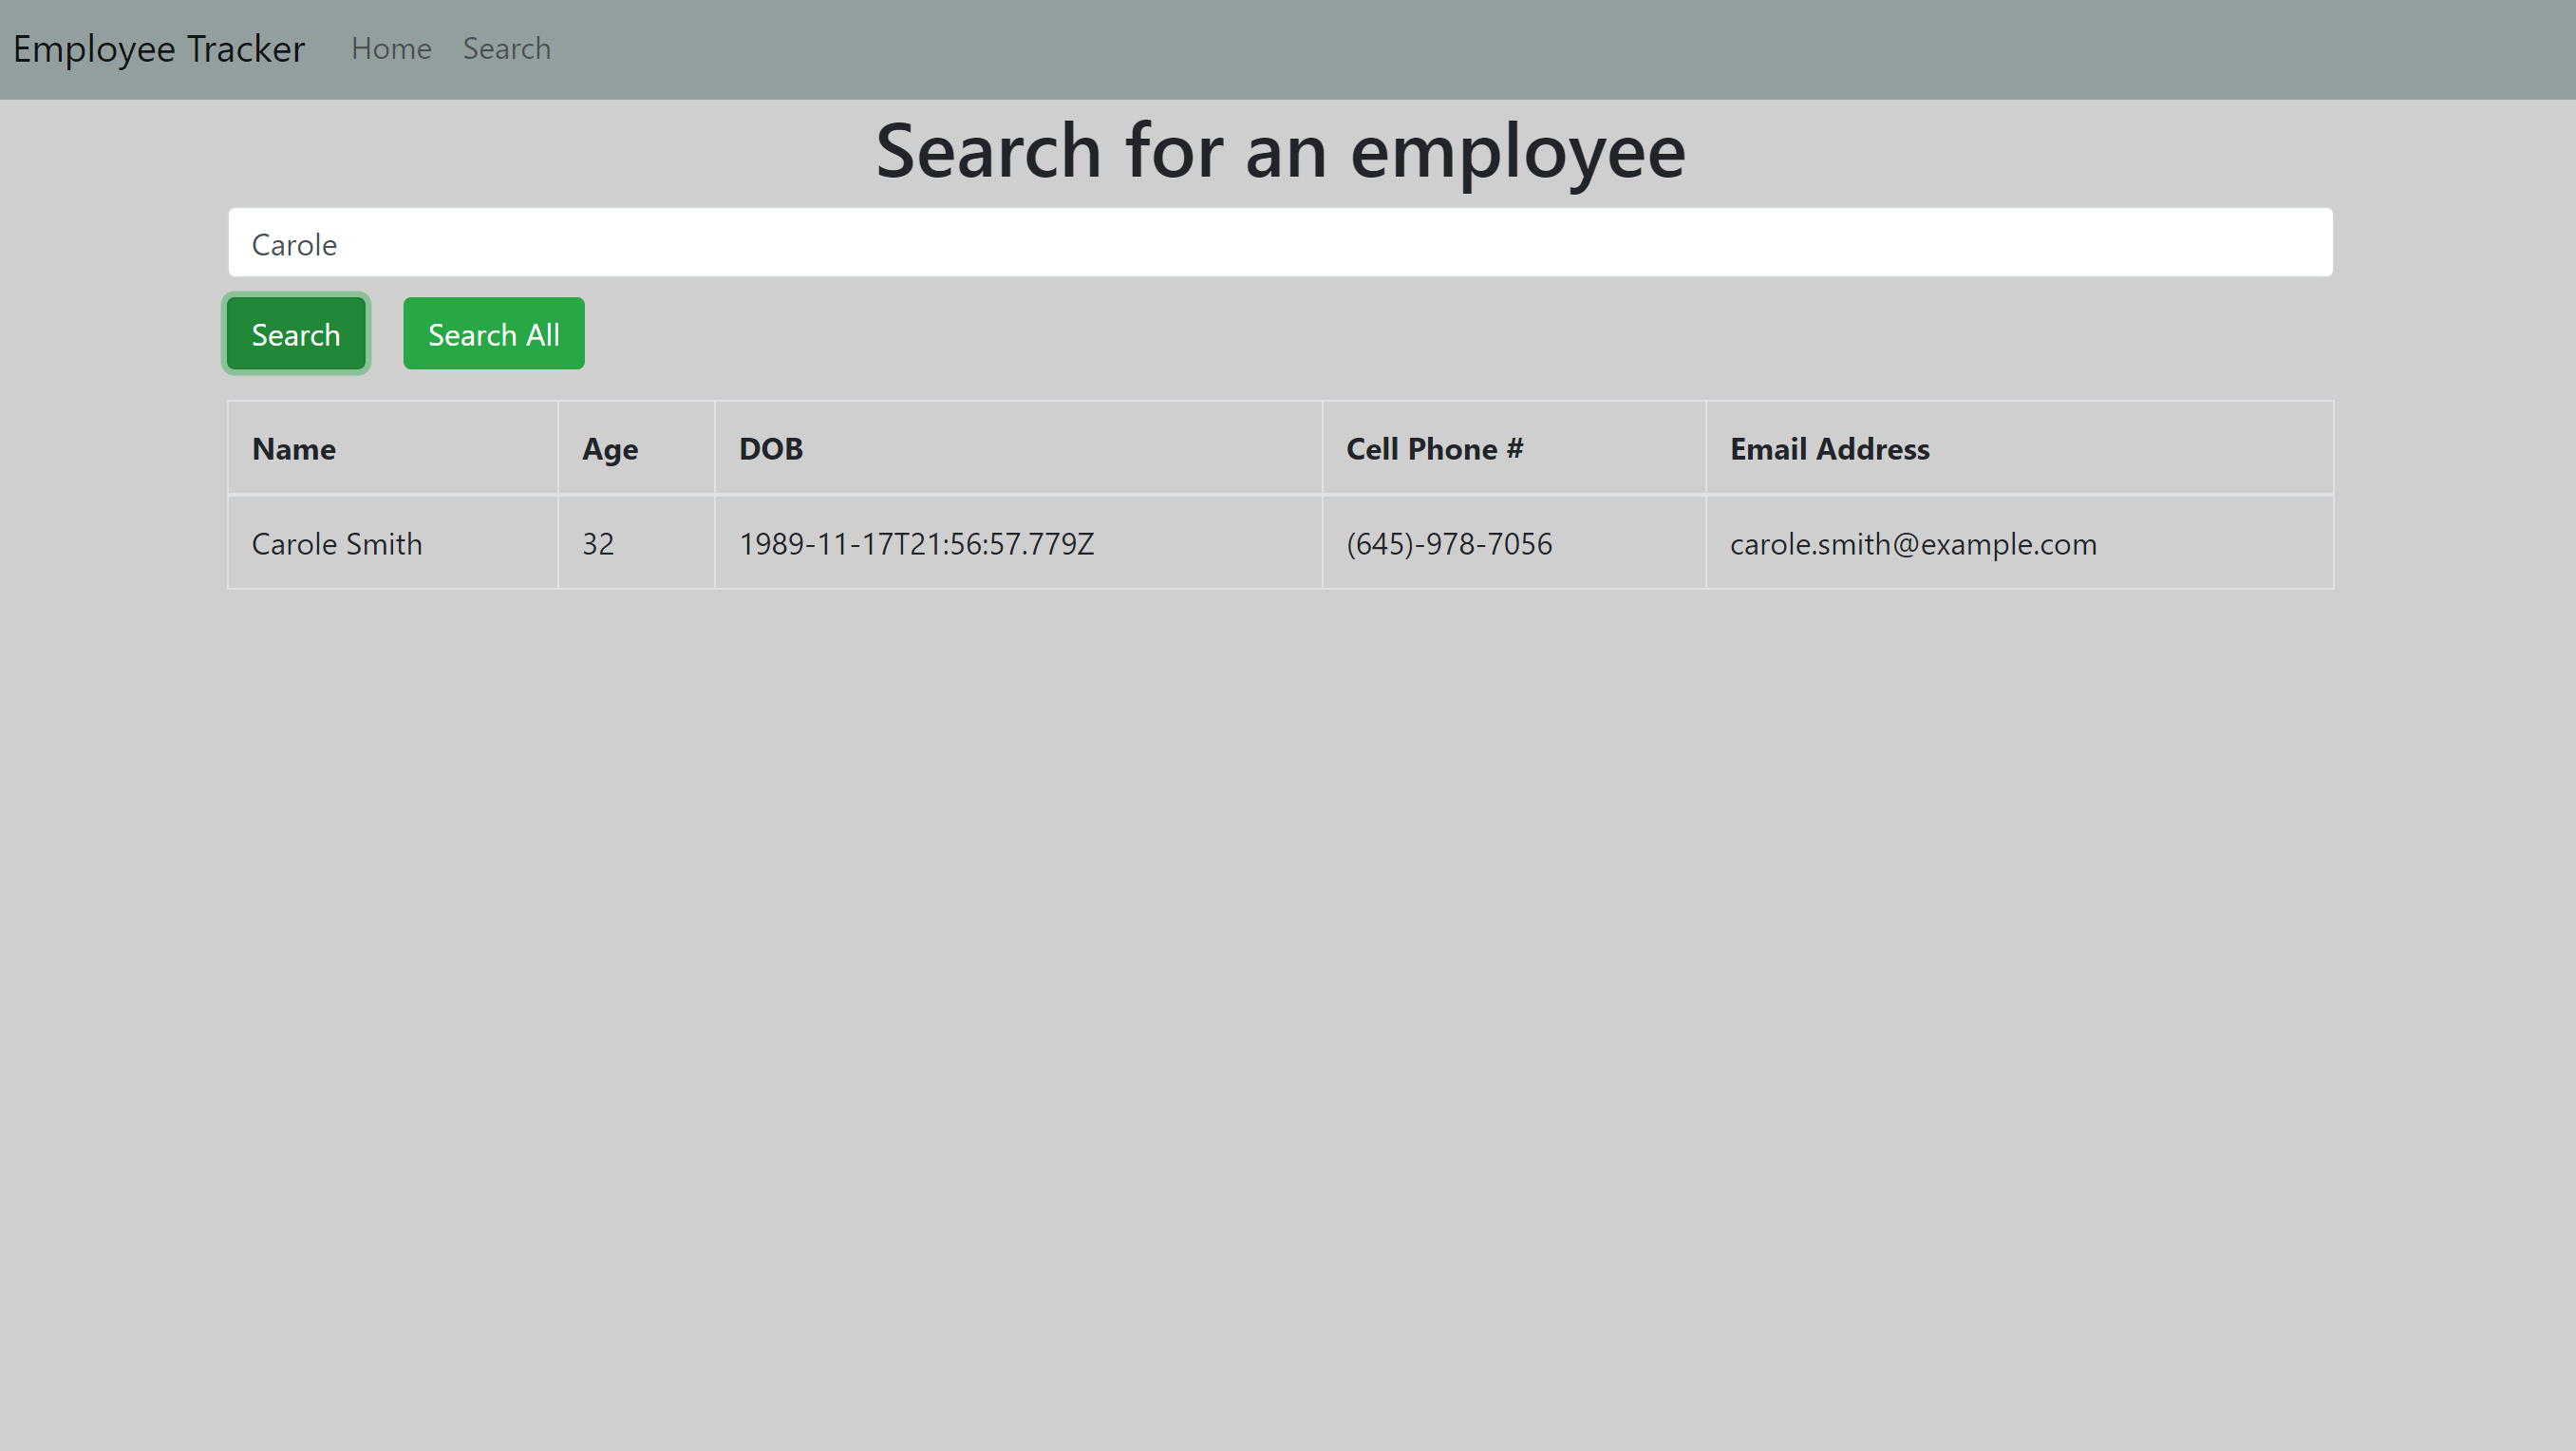 Employee Tracker Home Search
Search for an employee
Carole
Search Search All
Name Age DOB Cell Phone # Email Address
Carole Smith 32 1989-11-17T21:56:57.779Z (645)-978-7056 carole.smith@example.com